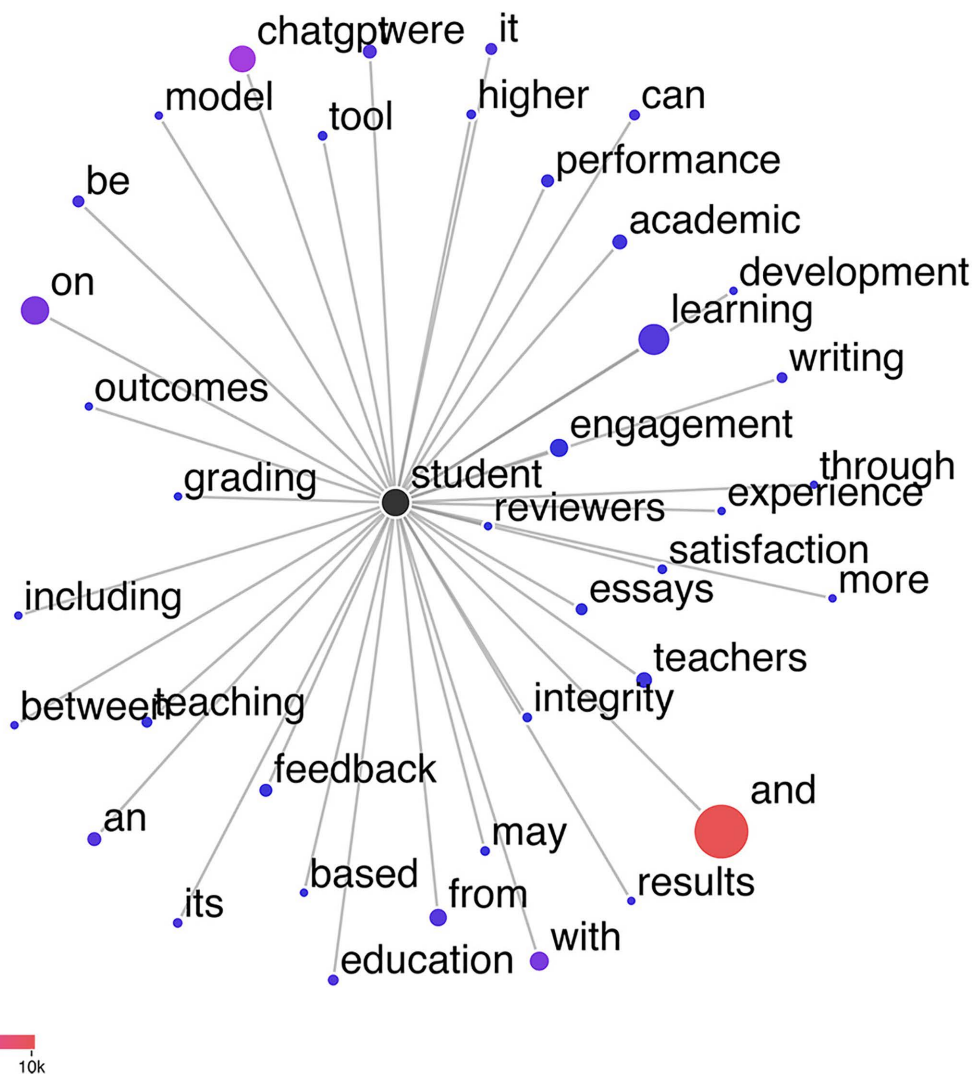 chatgpt
were
it
model
tool
higher
can
be
performance
academic
on
development
learning
outcomes
writing
engagement
grading
student
through
experience
reviewers
satisfaction
more
including
essays
teachers
between
teaching
integrity
feedback
and
an
may
based
results
its
from
with
education
10k